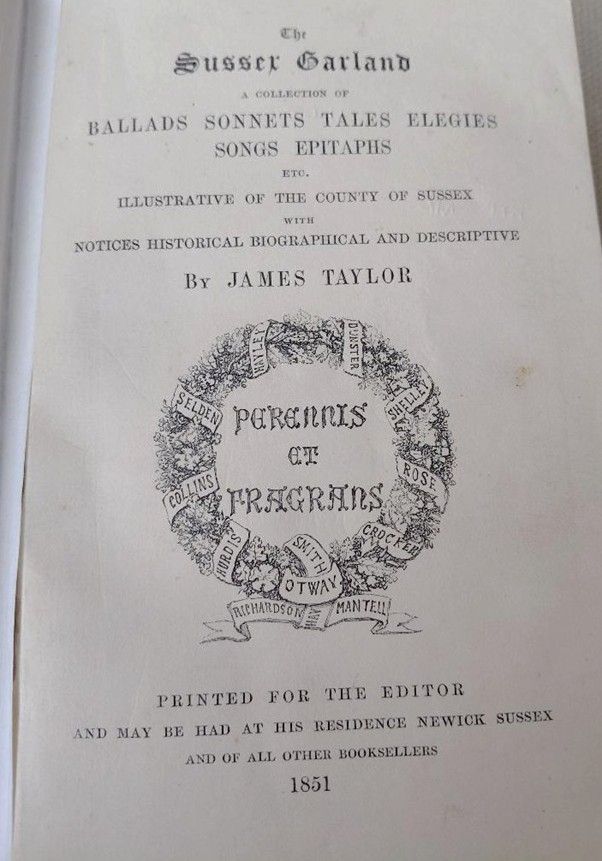 The
Sussex Garland
A COLLECTION OF
BALLADS SONNETS TALES ELEGIES
SONGS EPITAPHS
ETC.
ILLUSTRATIVE OF THE COUNTY OF SUSSEX
WITH
NOTICES HISTORICAL BIOGRAPHICAL AND DESCRIPTIVE
By JAMES TAYLOR
HAYLEY
DUNSTER
SELDEN
SHELLEY
PERENNIS
ET
FRAGRANS
COLLINS
ROSE
HURDIS
CROCKER
SMITH
OTWAY
RICHARDSON HAY MANTELL
PRINTED FOR THE EDITOR
AND MAY BE HAD AT HIS RESIDENCE NEWICK SUSSEX
AND OF ALL OTHER BOOKSELLERS
1851